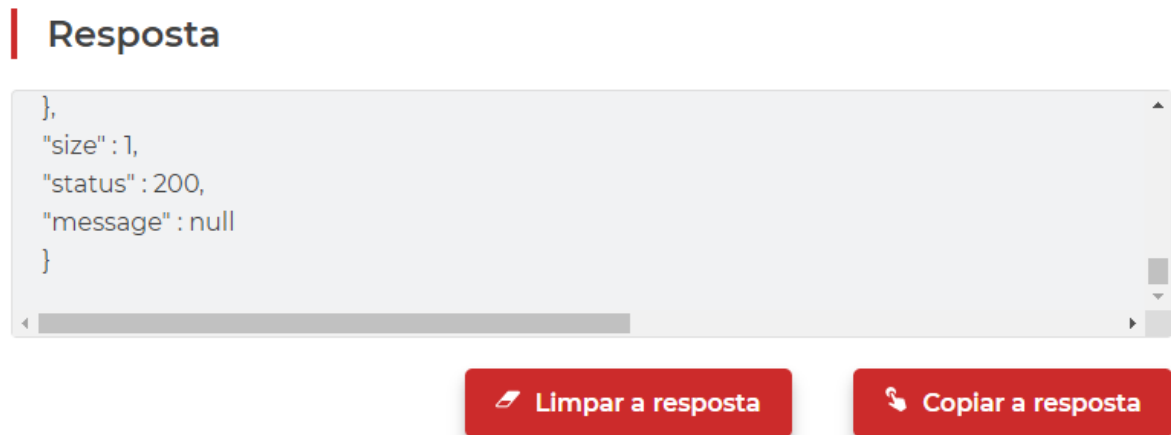 Resposta
},
"size" : 1,
"status" : 200,
"message" : null
}
Limpar a resposta
Copiar a resposta